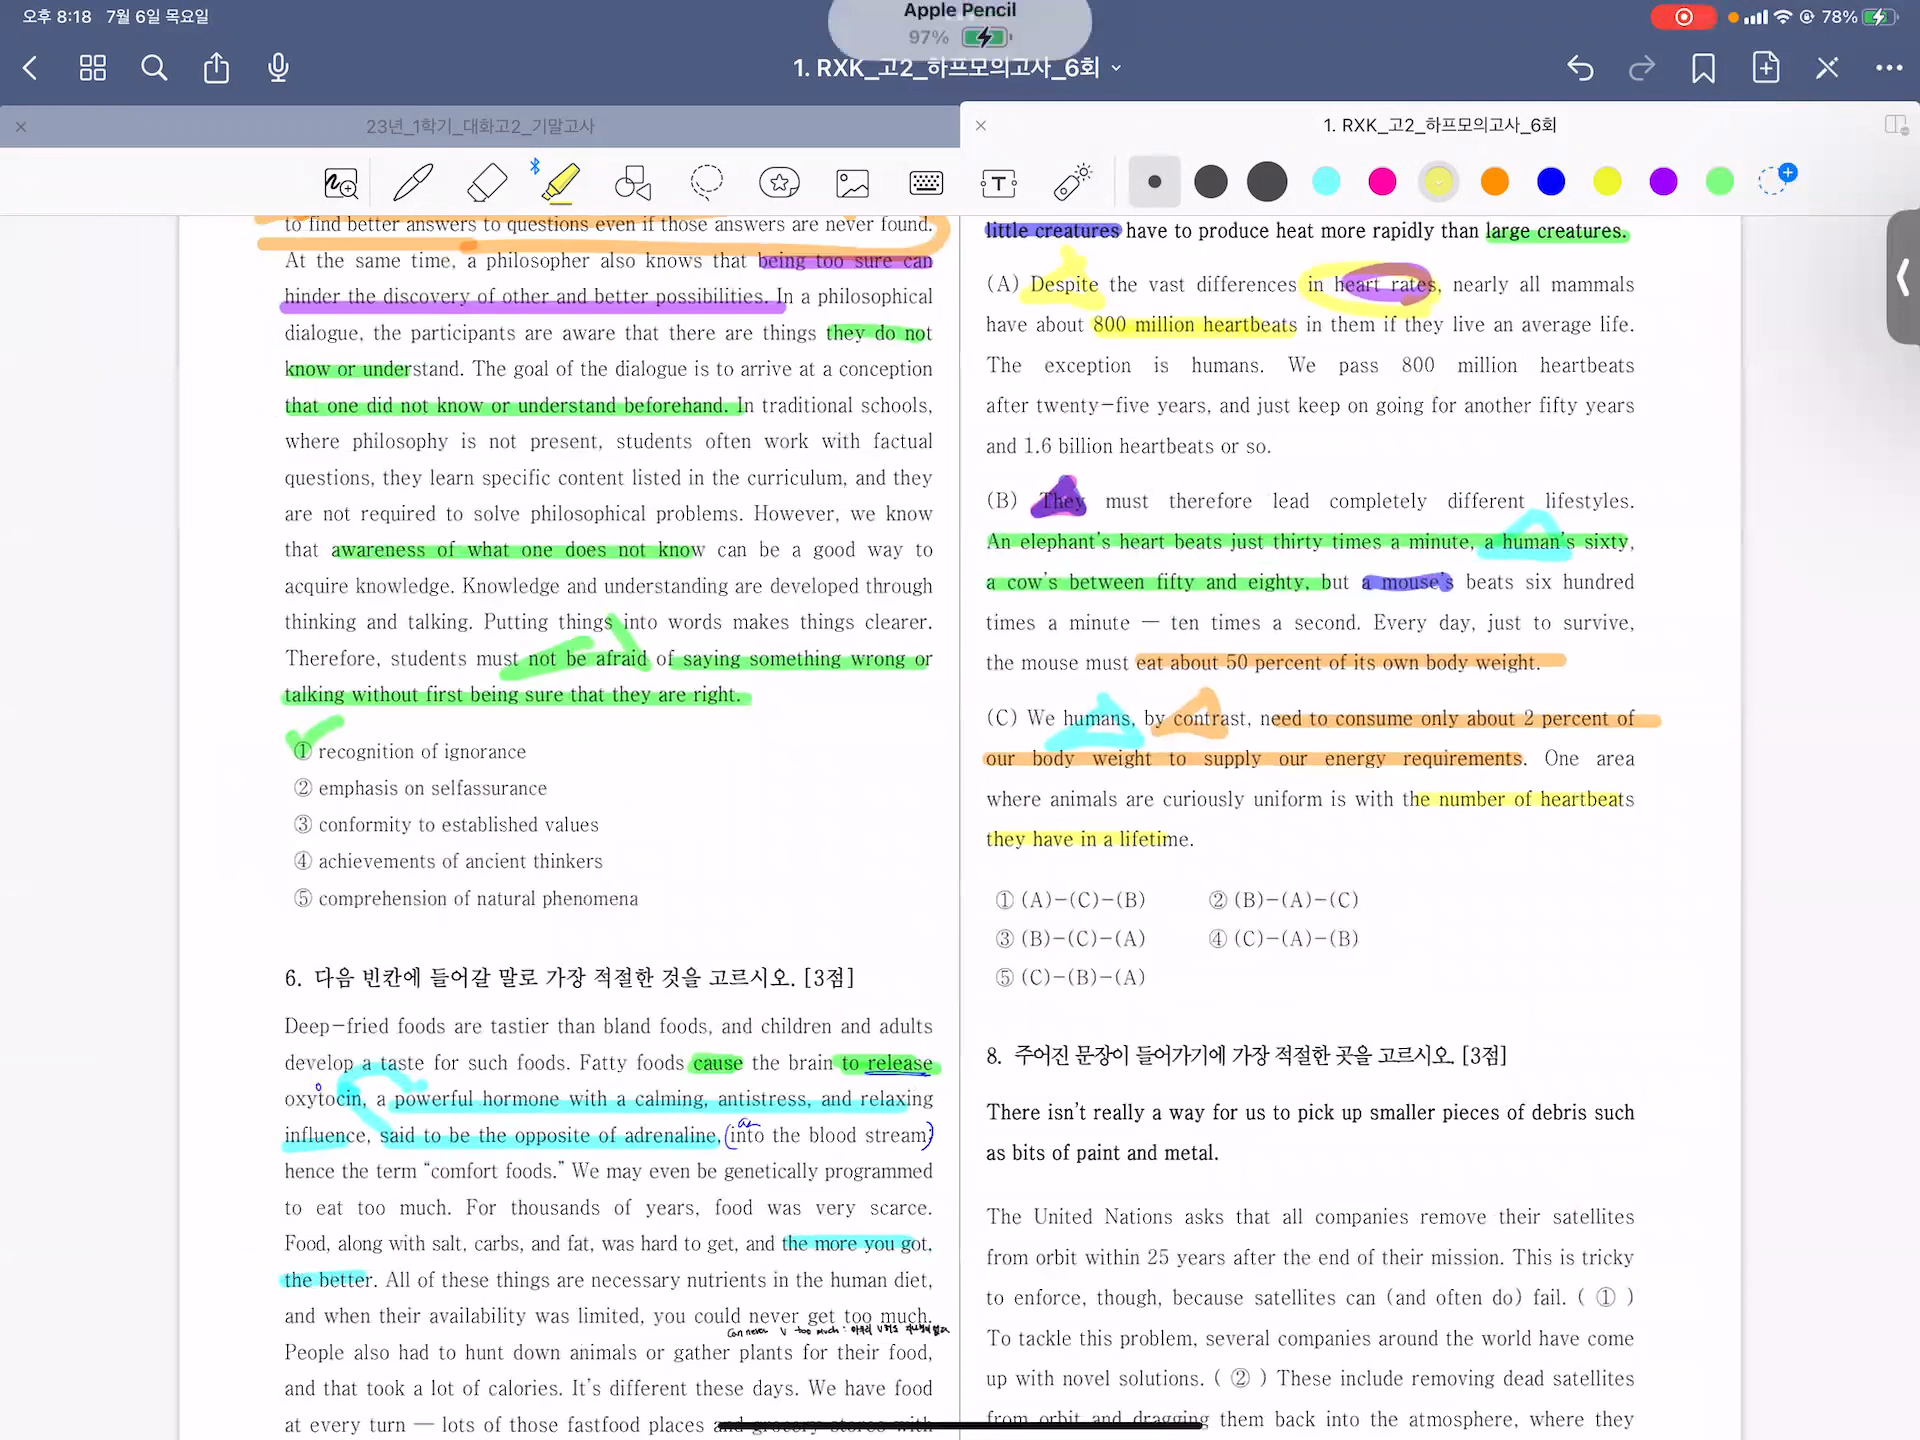 오후 8:18 7월 6일 목요일
Apple Pencil
97%
78%
1. RXK_고2_하프모의고사_6회
23년_1학기_대화고2_기말고사
1. RXK_고2_하프모의고사_6회
to find better answers to questions even if those answers are never found.
At the same time, a philosopher also knows that being too sure can
hinder the discovery of other and better possibilities. In a philosophical
dialogue, the participants are aware that there are things they do not
know or understand. The goal of the dialogue is to arrive at a conception
that one did not know or understand beforehand. In traditional schools,
where philosophy is not present, students often work with factual
questions, they learn specific content listed in the curriculum, and they
are not required to solve philosophical problems. However, we know
that awareness of what one does not know can be a good way to
acquire knowledge. Knowledge and understanding are developed through
thinking and talking. Putting things into words makes things clearer.
Therefore, students must not be afraid of saying something wrong or
talking without first being sure that they are right.
① recognition of ignorance
② emphasis on selfassurance
③ conformity to established values
④ achievements of ancient thinkers
⑤ comprehension of natural phenomena
6. 다음 빈칸에 들어갈 말로 가장 적절한 것을 고르시오. [3점]
Deep-fried foods are tastier than bland foods, and children and adults
develop a taste for such foods. Fatty foods cause the brain to release
oxytocin, a powerful hormone with a calming, antistress, and relaxing
influence, said to be the opposite of adrenaline, (into the blood stream;)
hence the term “comfort foods.” We may even be genetically programmed
to eat too much. For thousands of years, food was very scarce.
Food, along with salt, carbs, and fat, was hard to get, and the more you got,
the better. All of these things are necessary nutrients in the human diet,
and when their availability was limited, you could never get too much.
can never V too much :
People also had to hunt down animals or gather plants for their food,
and that took a lot of calories. It's different these days. We have food
at every turn — lots of those fastfood places and grocery stores with
little creatures have to produce heat more rapidly than large creatures.
(A) Despite the vast differences in heart rates, nearly all mammals
have about 800 million heartbeats in them if they live an average life.
The exception is humans. We pass 800 million heartbeats
after twenty-five years, and just keep on going for another fifty years
and 1.6 billion heartbeats or so.
(B) They must therefore lead completely different lifestyles.
An elephant's heart beats just thirty times a minute, a human's sixty,
a cow's between fifty and eighty, but a mouse's beats six hundred
times a minute — ten times a second. Every day, just to survive,
the mouse must eat about 50 percent of its own body weight.
(C) We humans, by contrast, need to consume only about 2 percent of
our body weight to supply our energy requirements. One area
where animals are curiously uniform is with the number of heartbeats
they have in a lifetime.
① (A)-(C)-(B) ② (B)-(A)-(C)
③ (B)-(C)-(A) ④ (C)-(A)-(B)
⑤ (C)-(B)-(A)
8. 주어진 문장이 들어가기에 가장 적절한 곳을 고르시오. [3점]
There isn't really a way for us to pick up smaller pieces of debris such
as bits of paint and metal.
The United Nations asks that all companies remove their satellites
from orbit within 25 years after the end of their mission. This is tricky
to enforce, though, because satellites can (and often do) fail. ( ① )
To tackle this problem, several companies around the world have come
up with novel solutions. ( ② ) These include removing dead satellites
from orbit and dragging them back into the atmosphere, where they